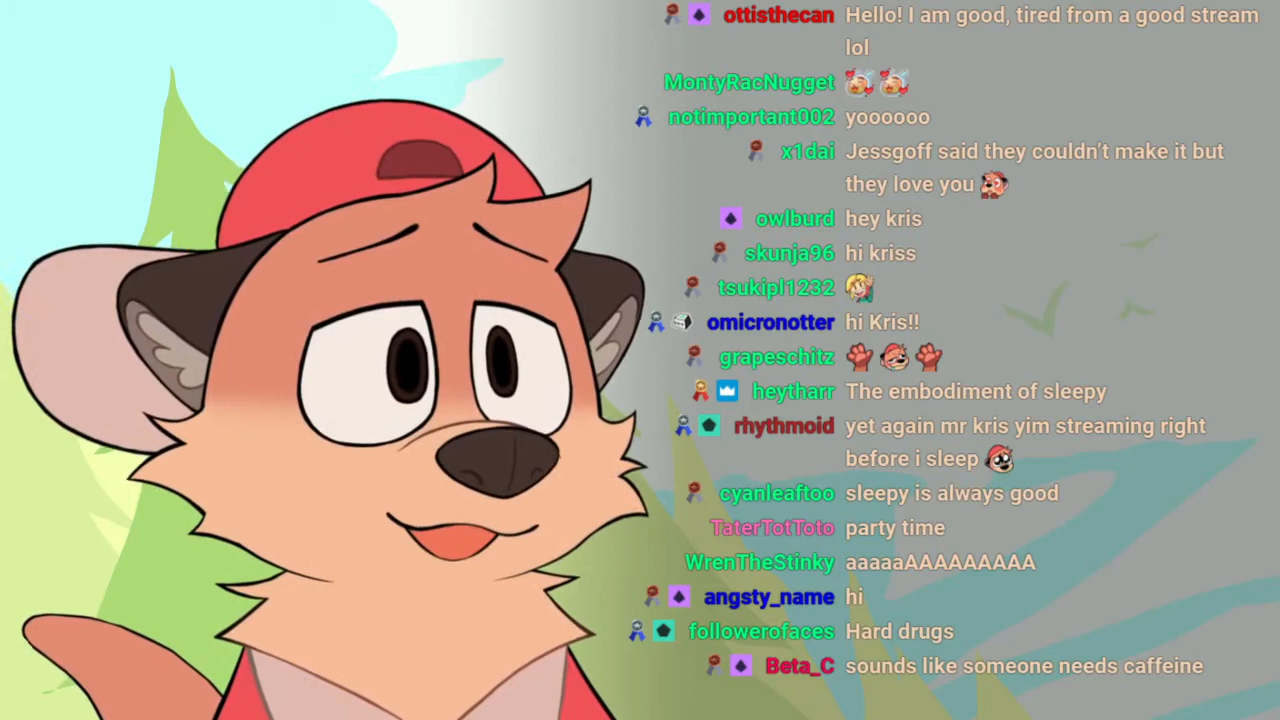 ottisthecan Hello! I am good, tired from a good stream
lol
MontyRacNugget
notimportant002 yoooooo
x1dai Jessgoff said they couldn't make it but
they love you
owlburd hey kris
skunja96 hi kriss
tsukipl1232
omicronotter hi Kris!!
grapeschitz
heytharr The embodiment of sleepy
rhythmoid yet again mr kris yim streaming right
before i sleep
cyanleaftoo sleepy is always good
TaterTotToto party time
WrenTheStinky aaaaaAAAAAAAAA
angsty_name hi
followerofaces Hard drugs
Beta_C sounds like someone needs caffeine